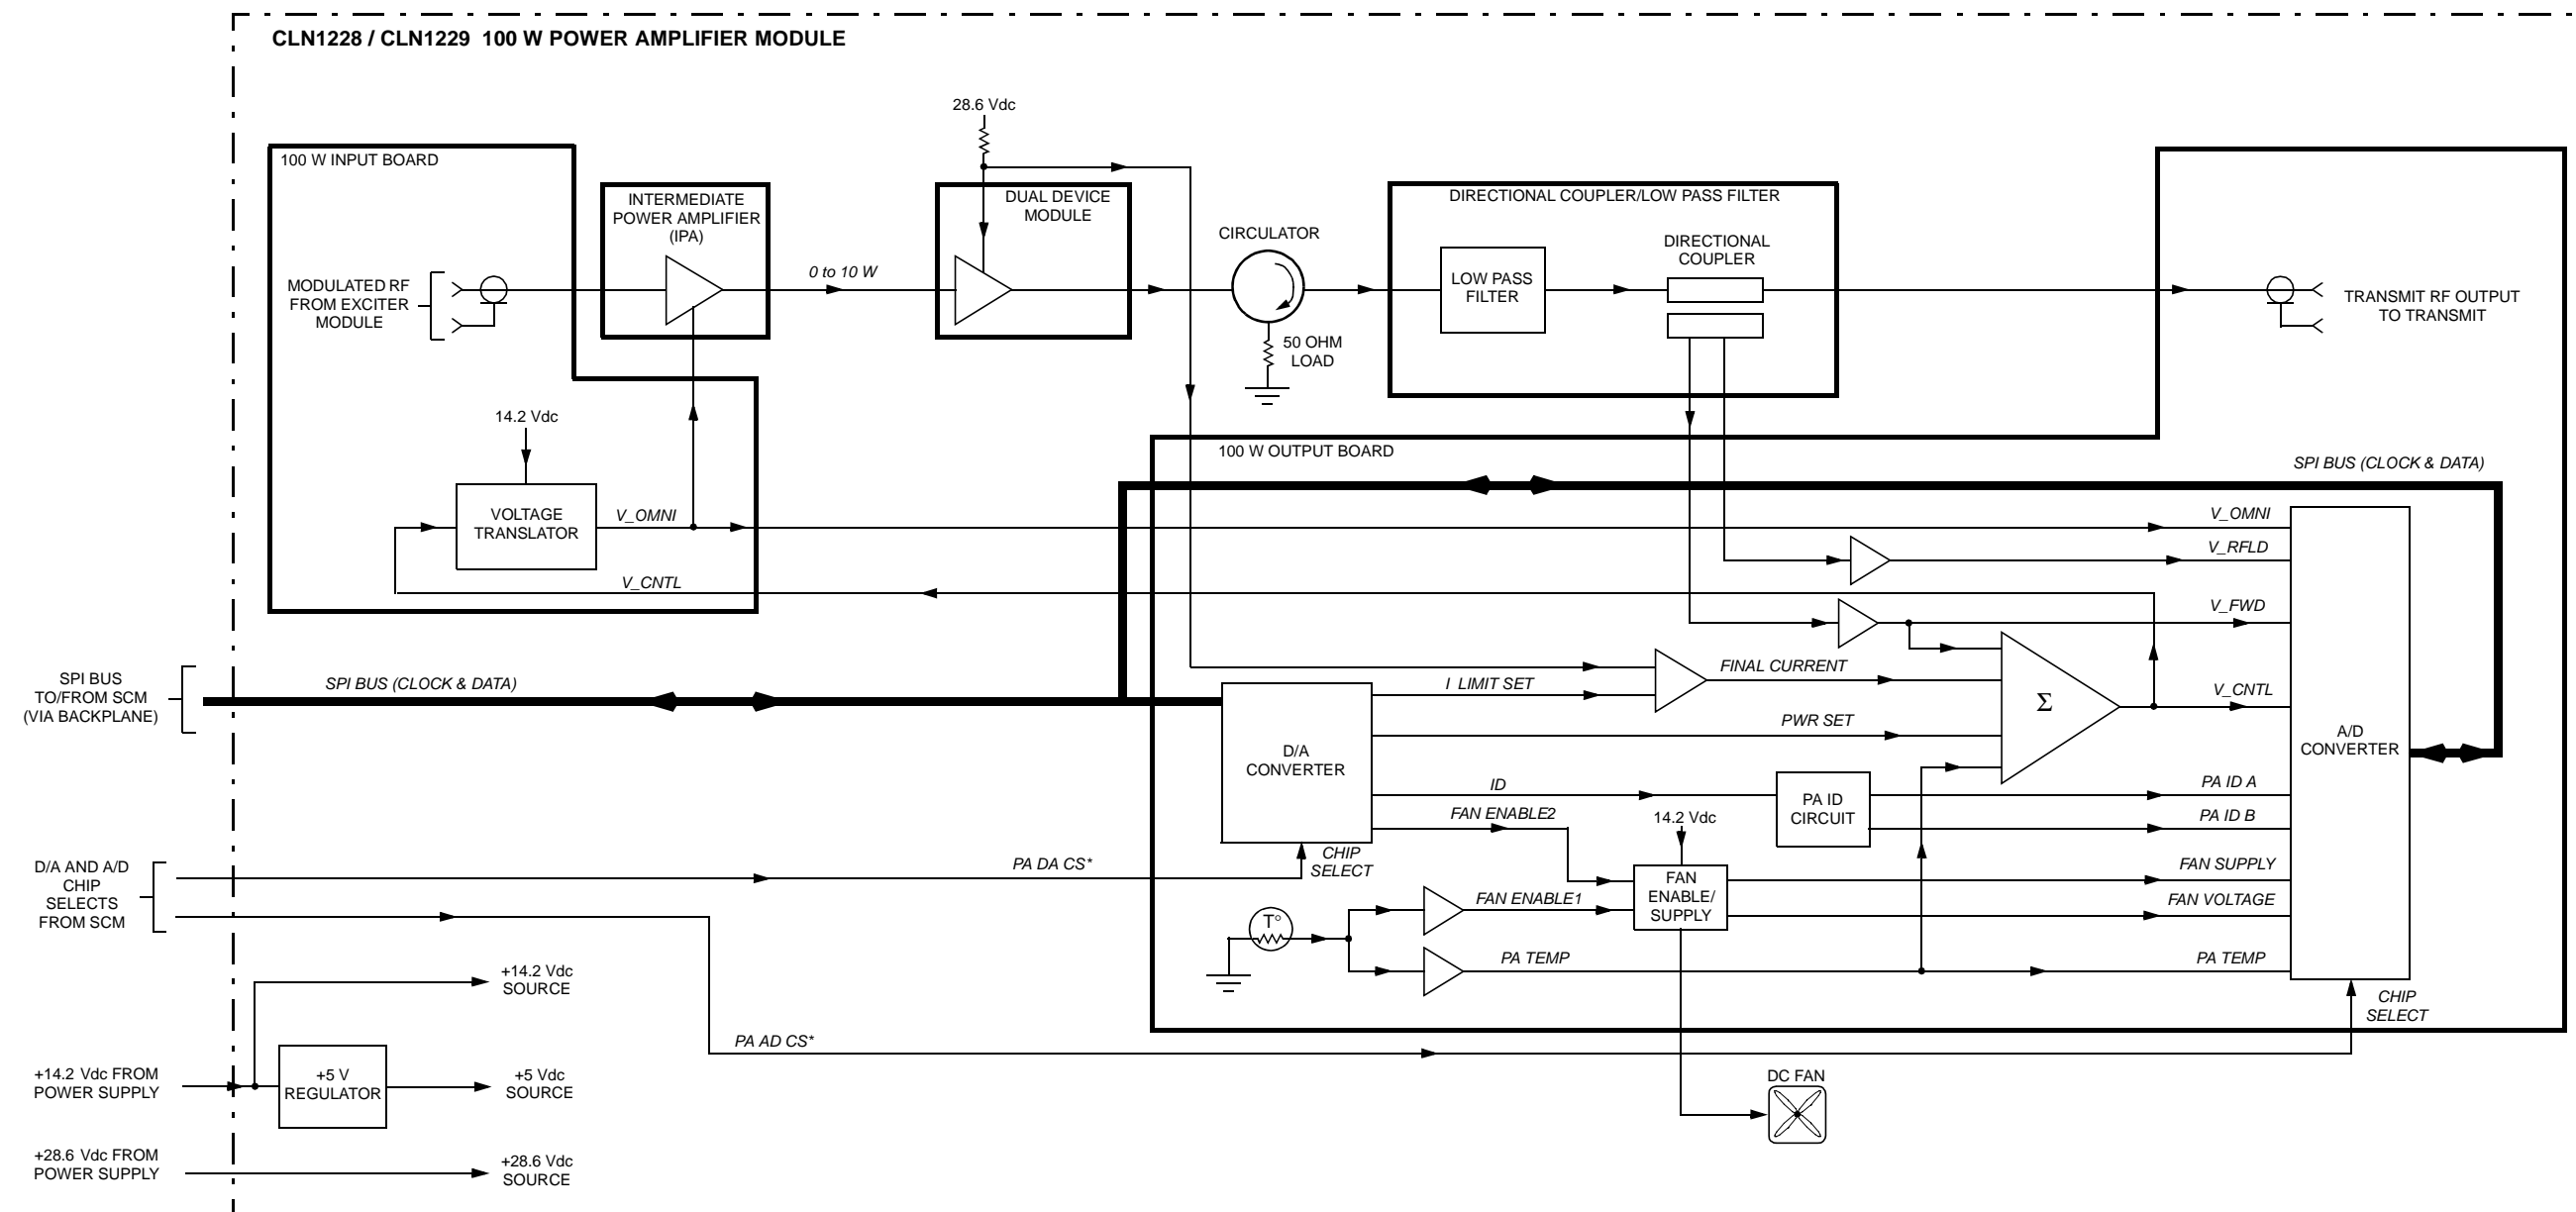 CLN1228 / CLN1229 100 W POWER AMPLIFIER MODULE
28.6 Vdc
100 W INPUT BOARD
INTERMEDIATE
POWER AMPLIFIER
(IPA)
DUAL DEVICE
MODULE
DIRECTIONAL COUPLER/LOW PASS FILTER
CIRCULATOR
DIRECTIONAL
COUPLER
MODULATED RF
FROM EXCITER
MODULE
0 to 10 W
LOW PASS
FILTER
TRANSMIT RF OUTPUT
TO TRANSMIT
50 OHM
LOAD
14.2 Vdc
100 W OUTPUT BOARD
SPI BUS (CLOCK & DATA)
VOLTAGE
TRANSLATOR
V_OMNI
V_OMNI
V_RFLD
V_CNTL
V_FWD
SPI BUS
TO/FROM SCM
(VIA BACKPLANE)
SPI BUS (CLOCK & DATA)
I LIMIT SET
FINAL CURRENT
Σ
V_CNTL
PWR SET
D/A
CONVERTER
A/D
CONVERTER
ID
PA ID
CIRCUIT
PA ID A
FAN ENABLE2
14.2 Vdc
PA ID B
D/A AND A/D
CHIP
SELECTS
FROM SCM
PA DA CS*
CHIP
SELECT
FAN
ENABLE/
SUPPLY
FAN SUPPLY
FAN ENABLE1
FAN VOLTAGE
T°
PA TEMP
PA TEMP
+14.2 Vdc
SOURCE
CHIP
SELECT
PA AD CS*
+14.2 Vdc FROM
POWER SUPPLY
+5 V
REGULATOR
+5 Vdc
SOURCE
DC FAN
+28.6 Vdc FROM
POWER SUPPLY
+28.6 Vdc
SOURCE